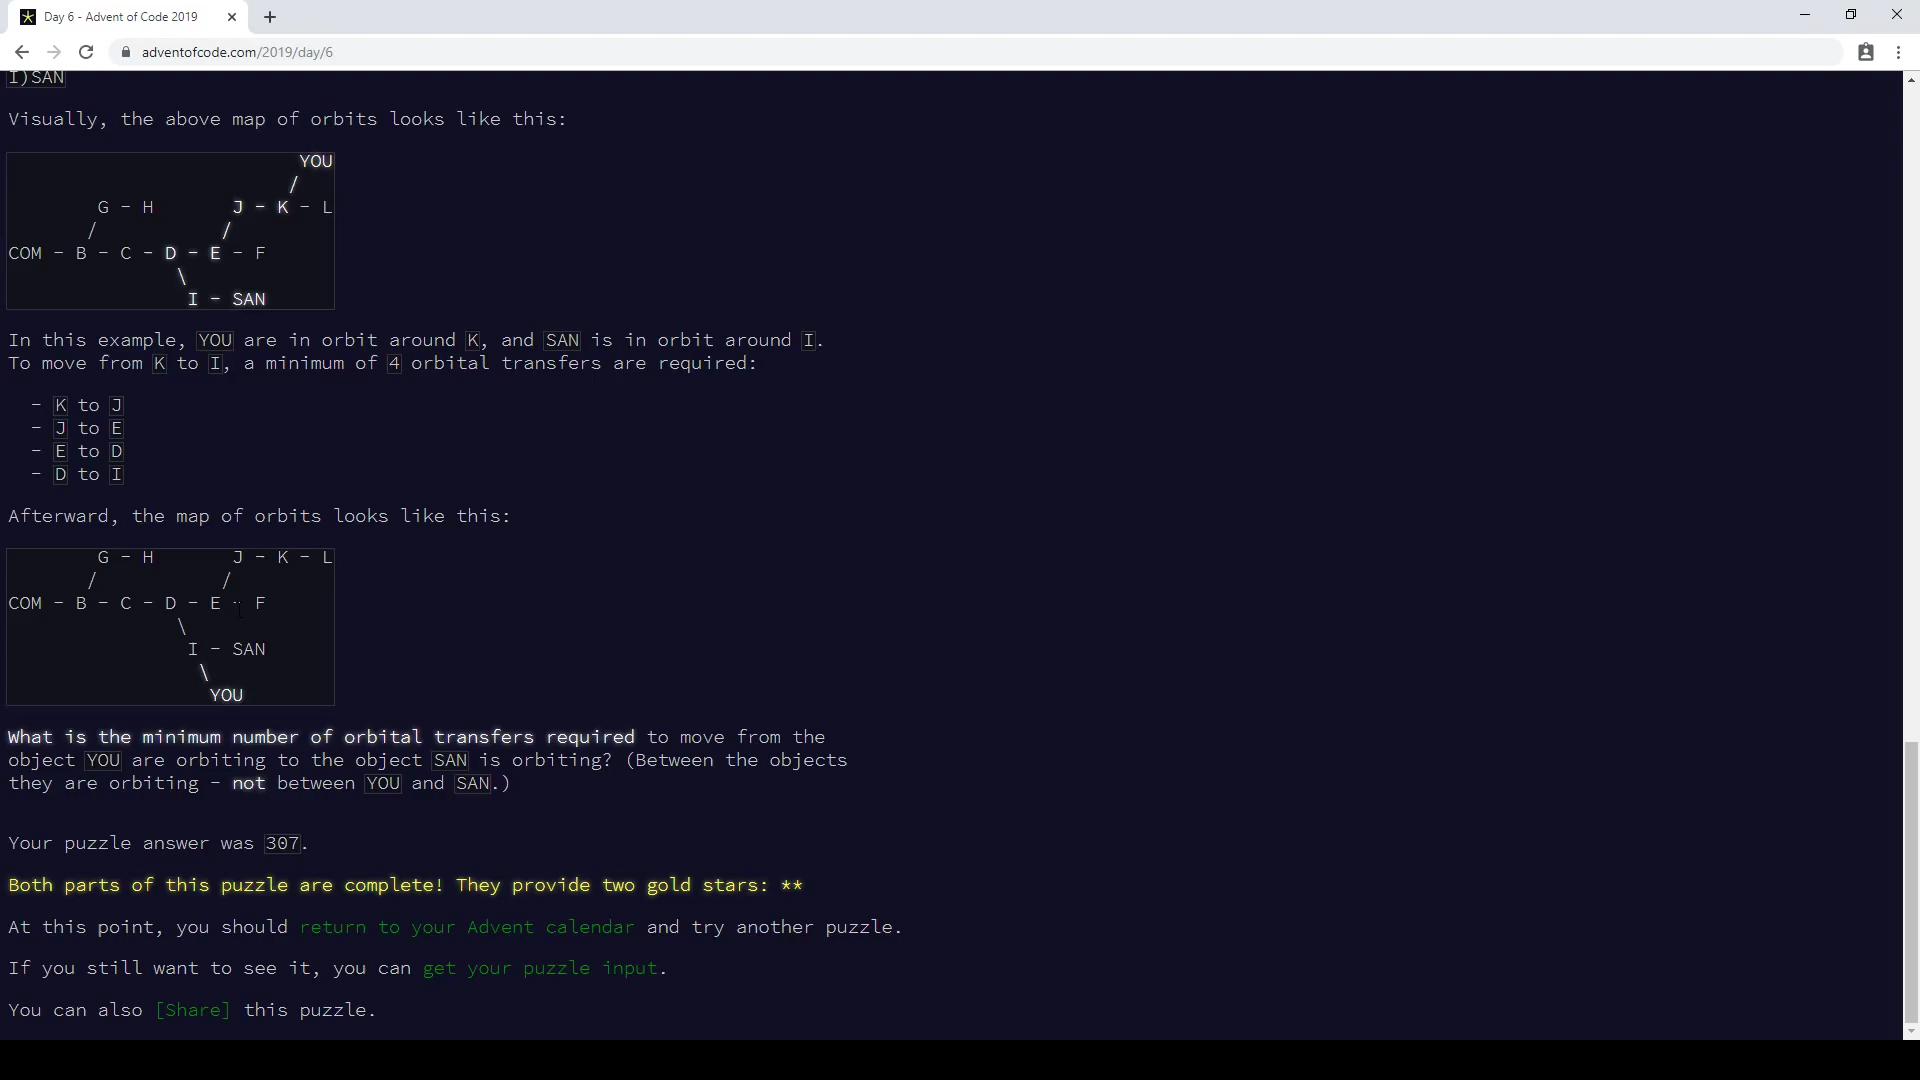 Day 6 - Advent of Code 2019
adventofcode.com/2019/day/6
I)SAN
Visually, the above map of orbits looks like this:
YOU
/
G - H J - K - L
/ /
COM - B - C - D - E - F
\
I - SAN
In this example, YOU are in orbit around K, and SAN is in orbit around I.
To move from K to I, a minimum of 4 orbital transfers are required:
- K to J
- J to E
- E to D
- D to I
Afterward, the map of orbits looks like this:
G - H J - K - L
/ /
COM - B - C - D - E - F
\
I - SAN
\
YOU
What is the minimum number of orbital transfers required to move from the
object YOU are orbiting to the object SAN is orbiting? (Between the objects
they are orbiting - not between YOU and SAN.)
Your puzzle answer was 307.
Both parts of this puzzle are complete! They provide two gold stars: **
At this point, you should return to your Advent calendar and try another puzzle.
If you still want to see it, you can get your puzzle input.
You can also [Share] this puzzle.